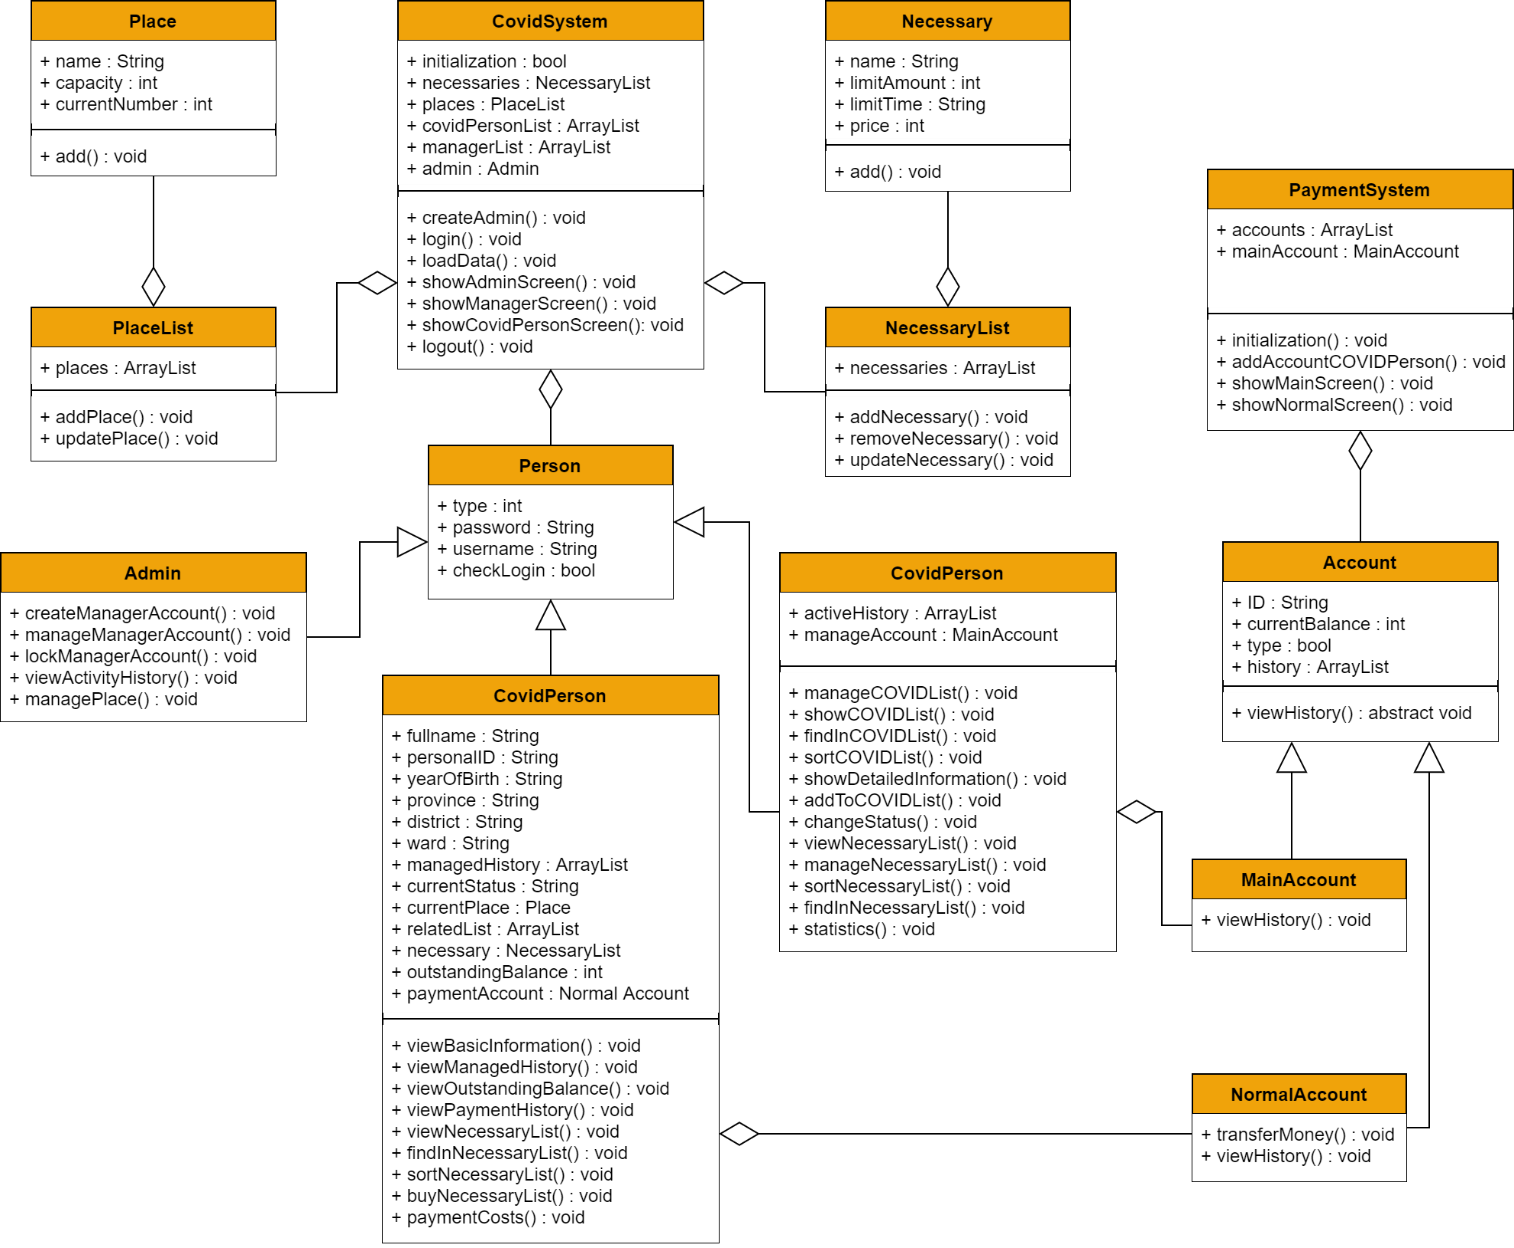 Place
+ name : String
+ capacity : int
+ currentNumber : int
+ add() : void
CovidSystem
+ initialization : bool
+ necessaries : NecessaryList
+ places : PlaceList
+ covidPersonList : ArrayList
+ managerList : ArrayList
+ admin : Admin
+ createAdmin() : void
+ login() : void
+ loadData() : void
+ showAdminScreen() : void
+ showManagerScreen() : void
+ showCovidPersonScreen(): void
+ logout() : void
Necessary
+ name : String
+ limitAmount : int
+ limitTime : String
+ price : int
+ add() : void
PaymentSystem
+ accounts : ArrayList
+ mainAccount : MainAccount
+ initialization() : void
+ addAccountCOVIDPerson() : void
+ showMainScreen() : void
+ showNormalScreen() : void
PlaceList
+ places : ArrayList
+ addPlace() : void
+ updatePlace() : void
NecessaryList
+ necessaries : ArrayList
+ addNecessary() : void
+ removeNecessary() : void
+ updateNecessary() : void
Person
+ type : int
+ password : String
+ username : String
+ checkLogin : bool
Admin
+ createManagerAccount() : void
+ manageManagerAccount() : void
+ lockManagerAccount() : void
+ viewActivityHistory() : void
+ managePlace() : void
CovidPerson
+ activeHistory : ArrayList
+ manageAccount : MainAccount
+ manageCOVIDList() : void
+ showCOVIDList() : void
+ findInCOVIDList() : void
+ sortCOVIDList() : void
+ showDetailedInformation() : void
+ addToCOVIDList() : void
+ changeStatus() : void
+ viewNecessaryList() : void
+ manageNecessaryList() : void
+ sortNecessaryList() : void
+ findInNecessaryList() : void
+ statistics() : void
Account
+ ID : String
+ currentBalance : int
+ type : bool
+ history : ArrayList
+ viewHistory() : abstract void
CovidPerson
+ fullname : String
+ personalID : String
+ yearOfBirth : String
+ province : String
+ district : String
+ ward : String
+ managedHistory : ArrayList
+ currentStatus : String
+ currentPlace : Place
+ relatedList : ArrayList
+ necessary : NecessaryList
+ outstandingBalance : int
+ paymentAccount : Normal Account
+ viewBasicInformation() : void
+ viewManagedHistory() : void
+ viewOutstandingBalance() : void
+ viewPaymentHistory() : void
+ viewNecessaryList() : void
+ findInNecessaryList() : void
+ sortNecessaryList() : void
+ buyNecessaryList() : void
+ paymentCosts() : void
MainAccount
+ viewHistory() : void
NormalAccount
+ transferMoney() : void
+ viewHistory() : void